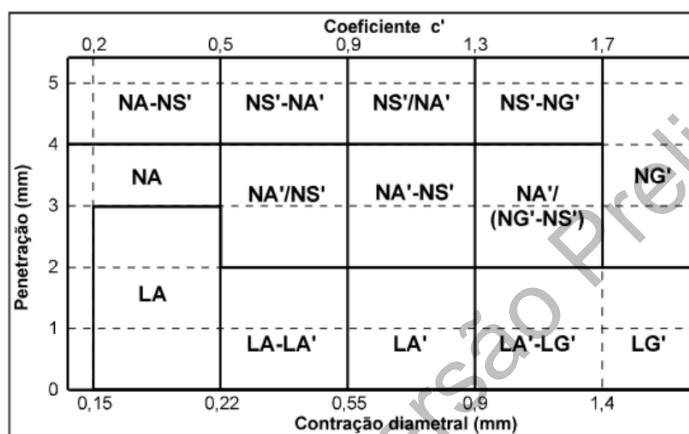 Coeficiente c'
0,2 0,5 0,9 1,3 1,7
5
NA-NS' NS'-NA' NS'/NA' NS'-NG'
4
NA NA'/NS' NA'-NS' NA'/ NG'
(NG'-NS')
3
2
LA
1
LA-LA' LA' LA'-LG' LG'
0
0,15 0,22 0,55 0,9 1,4
Contração diametral (mm)
Penetração (mm)
ersão Preli